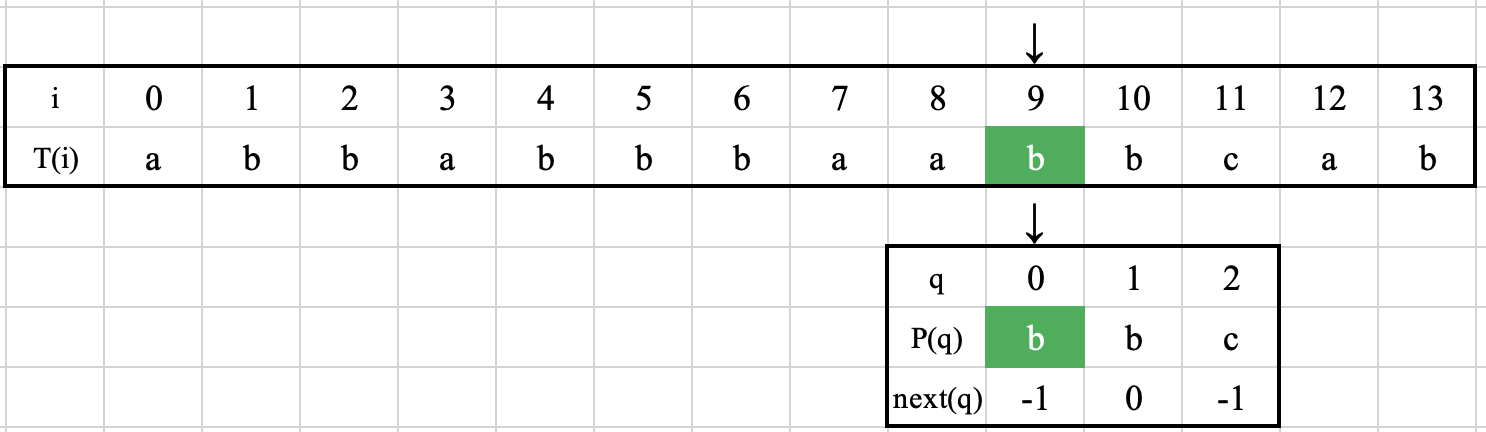 ↓
i 0 1 2 3 4 5 6 7 8 9 10 11 12 13
T(i) a b b a b b b a a b b c a b
↓
q 0 1 2
P(q) b b c
next(q) -1 0 -1